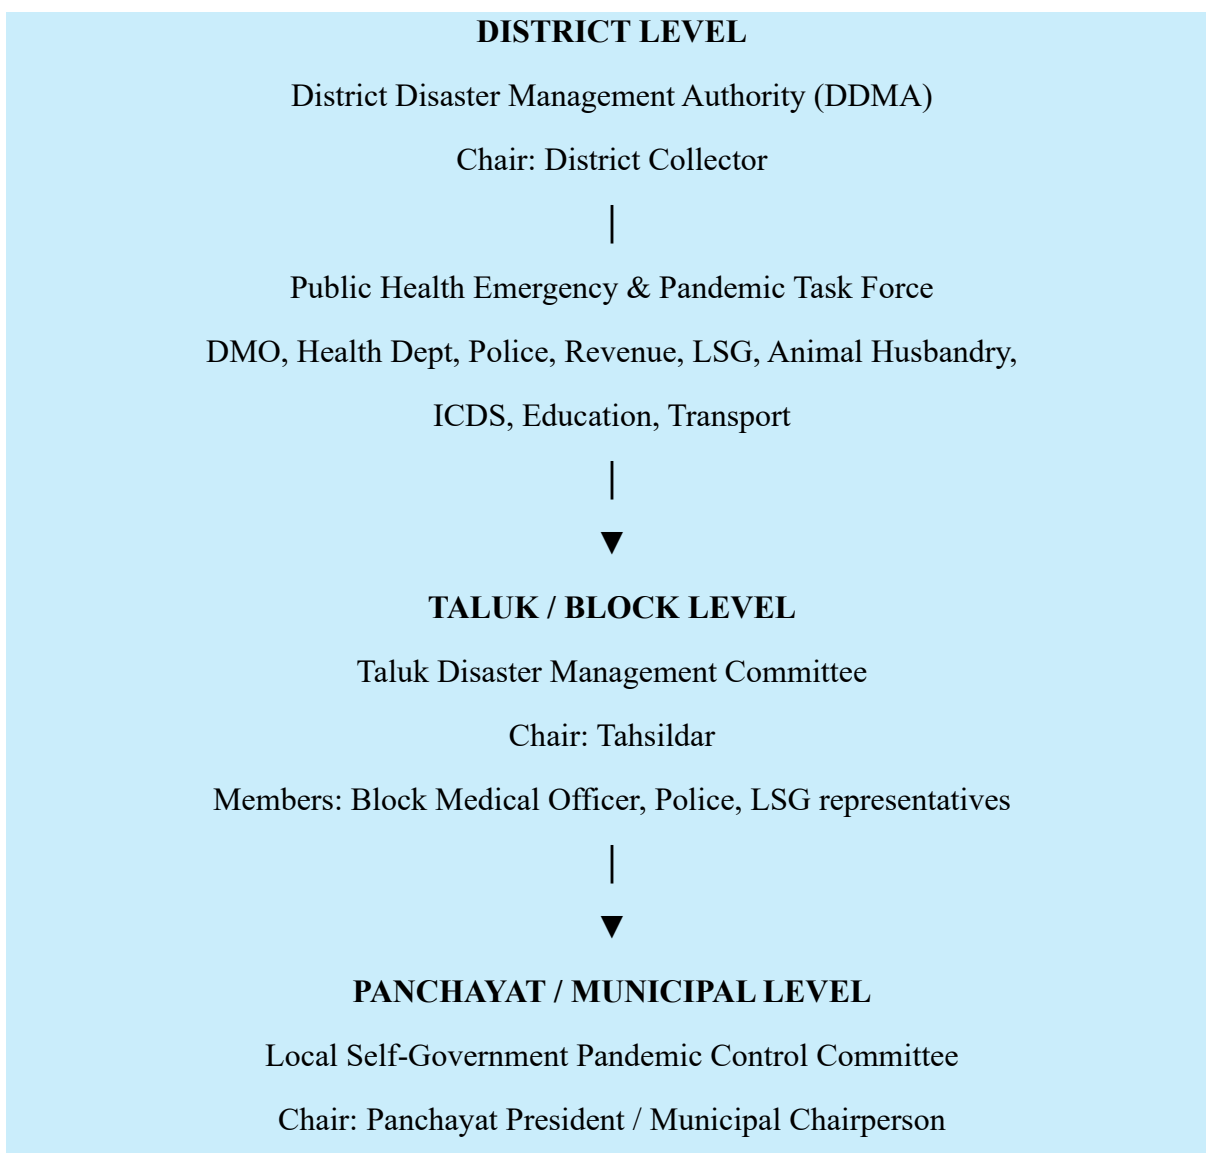 DISTRICT LEVEL
District Disaster Management Authority (DDMA)
Chair: District Collector
Public Health Emergency & Pandemic Task Force
DMO, Health Dept, Police, Revenue, LSG, Animal Husbandry,
ICDS, Education, Transport
TALUK / BLOCK LEVEL
Taluk Disaster Management Committee
Chair: Tahsildar
Members: Block Medical Officer, Police, LSG representatives
PANCHAYAT / MUNICIPAL LEVEL
Local Self-Government Pandemic Control Committee
Chair: Panchayat President / Municipal Chairperson